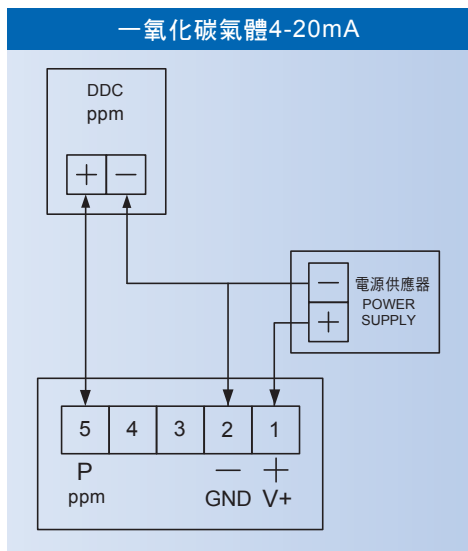 一氧化碳氣體4-20mA
DDC
ppm
+ −
− 電源供應器
POWER
+ SUPPLY
5 4 3 2 1
P − +
ppm GND V+